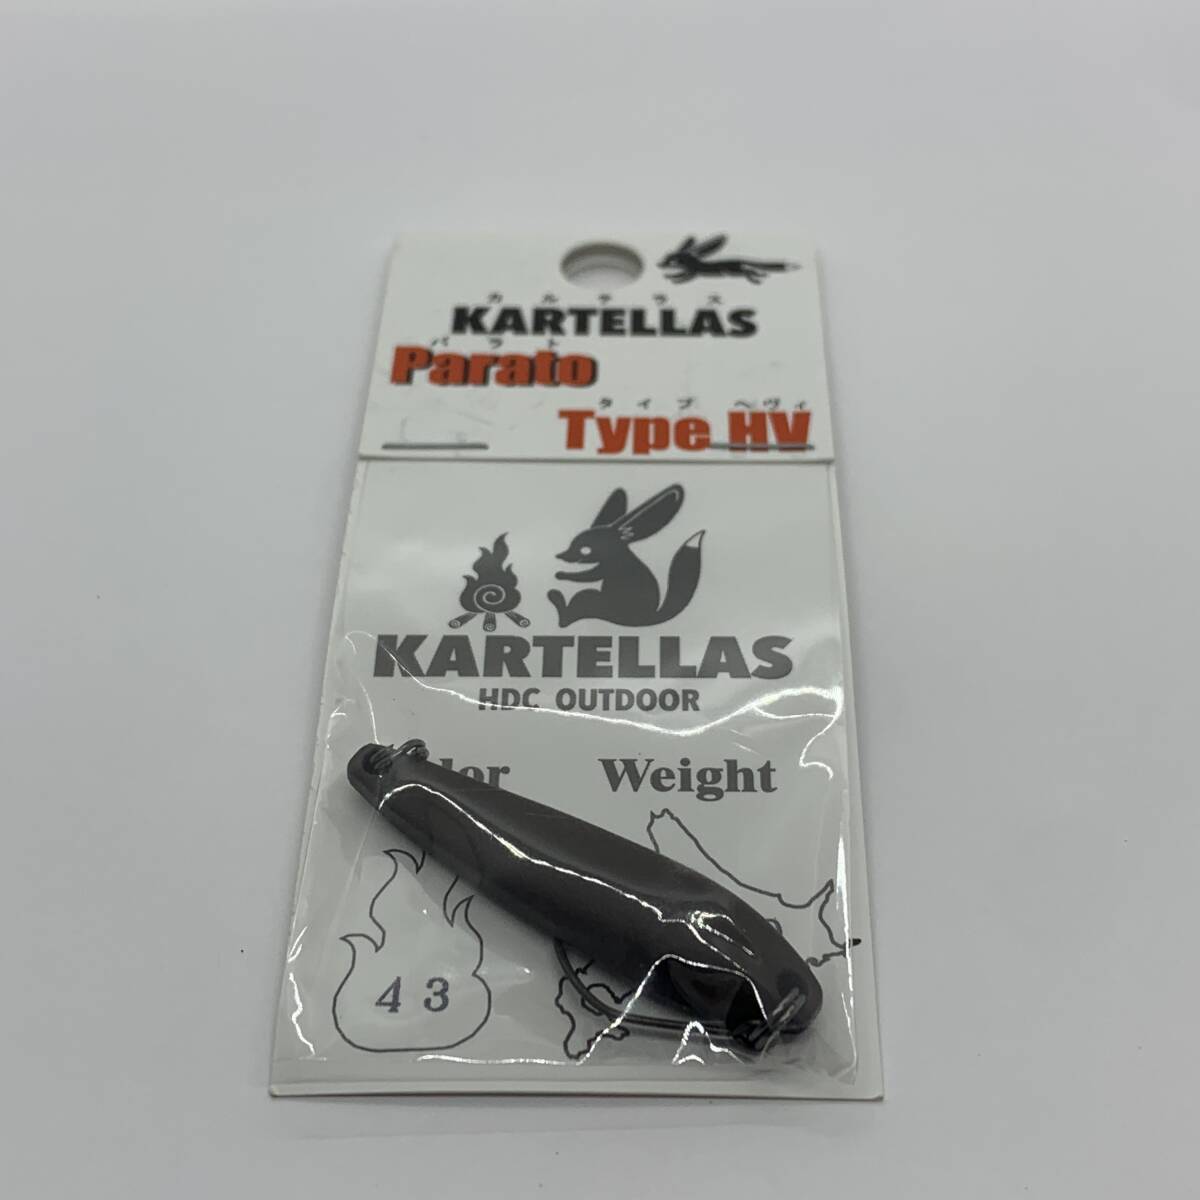 カルテラス
KARTELLAS
パラト
Parato
タイプ ヘヴィ
Type HV
KARTELLAS
HDC OUTDOOR
Weight
43